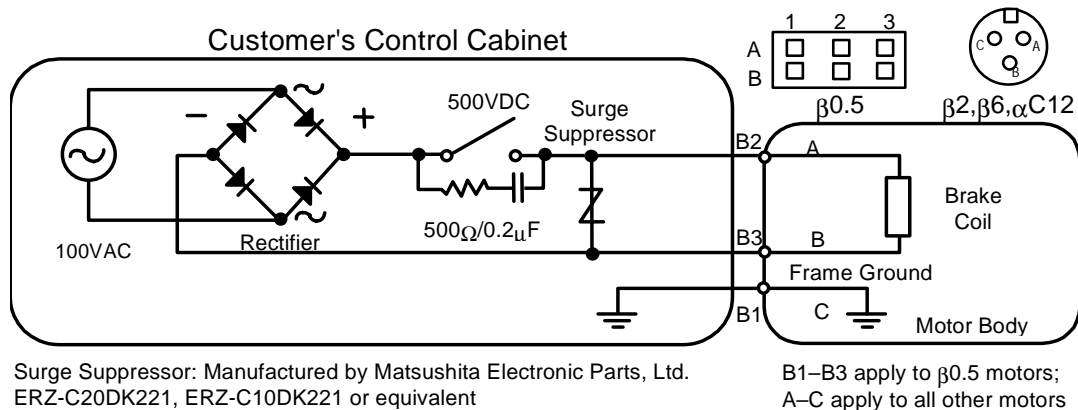 1 2 3
A
B
C A
B
Customer's Control Cabinet
β0.5
β2,β6,αC12
500VDC
Surge
Suppressor
− +
B2 A
Brake
Coil
100VAC
Rectifier
500Ω/0.2uF
B3 B
Frame Ground
B1 C
Motor Body
Surge Suppressor: Manufactured by Matsushita Electronic Parts, Ltd.
ERZ-C20DK221, ERZ-C10DK221 or equivalent
B1–B3 apply to β0.5 motors;
A–C apply to all other motors